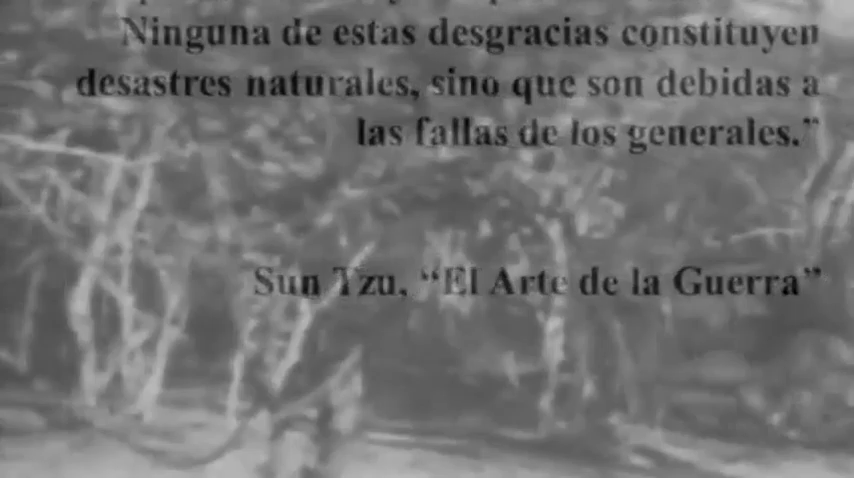 Ninguna de estas desgracias constituyen
desastres naturales, sino que son debidas a
las fallas de los generales.”
Sun Tzu, “El Arte de la Guerra”